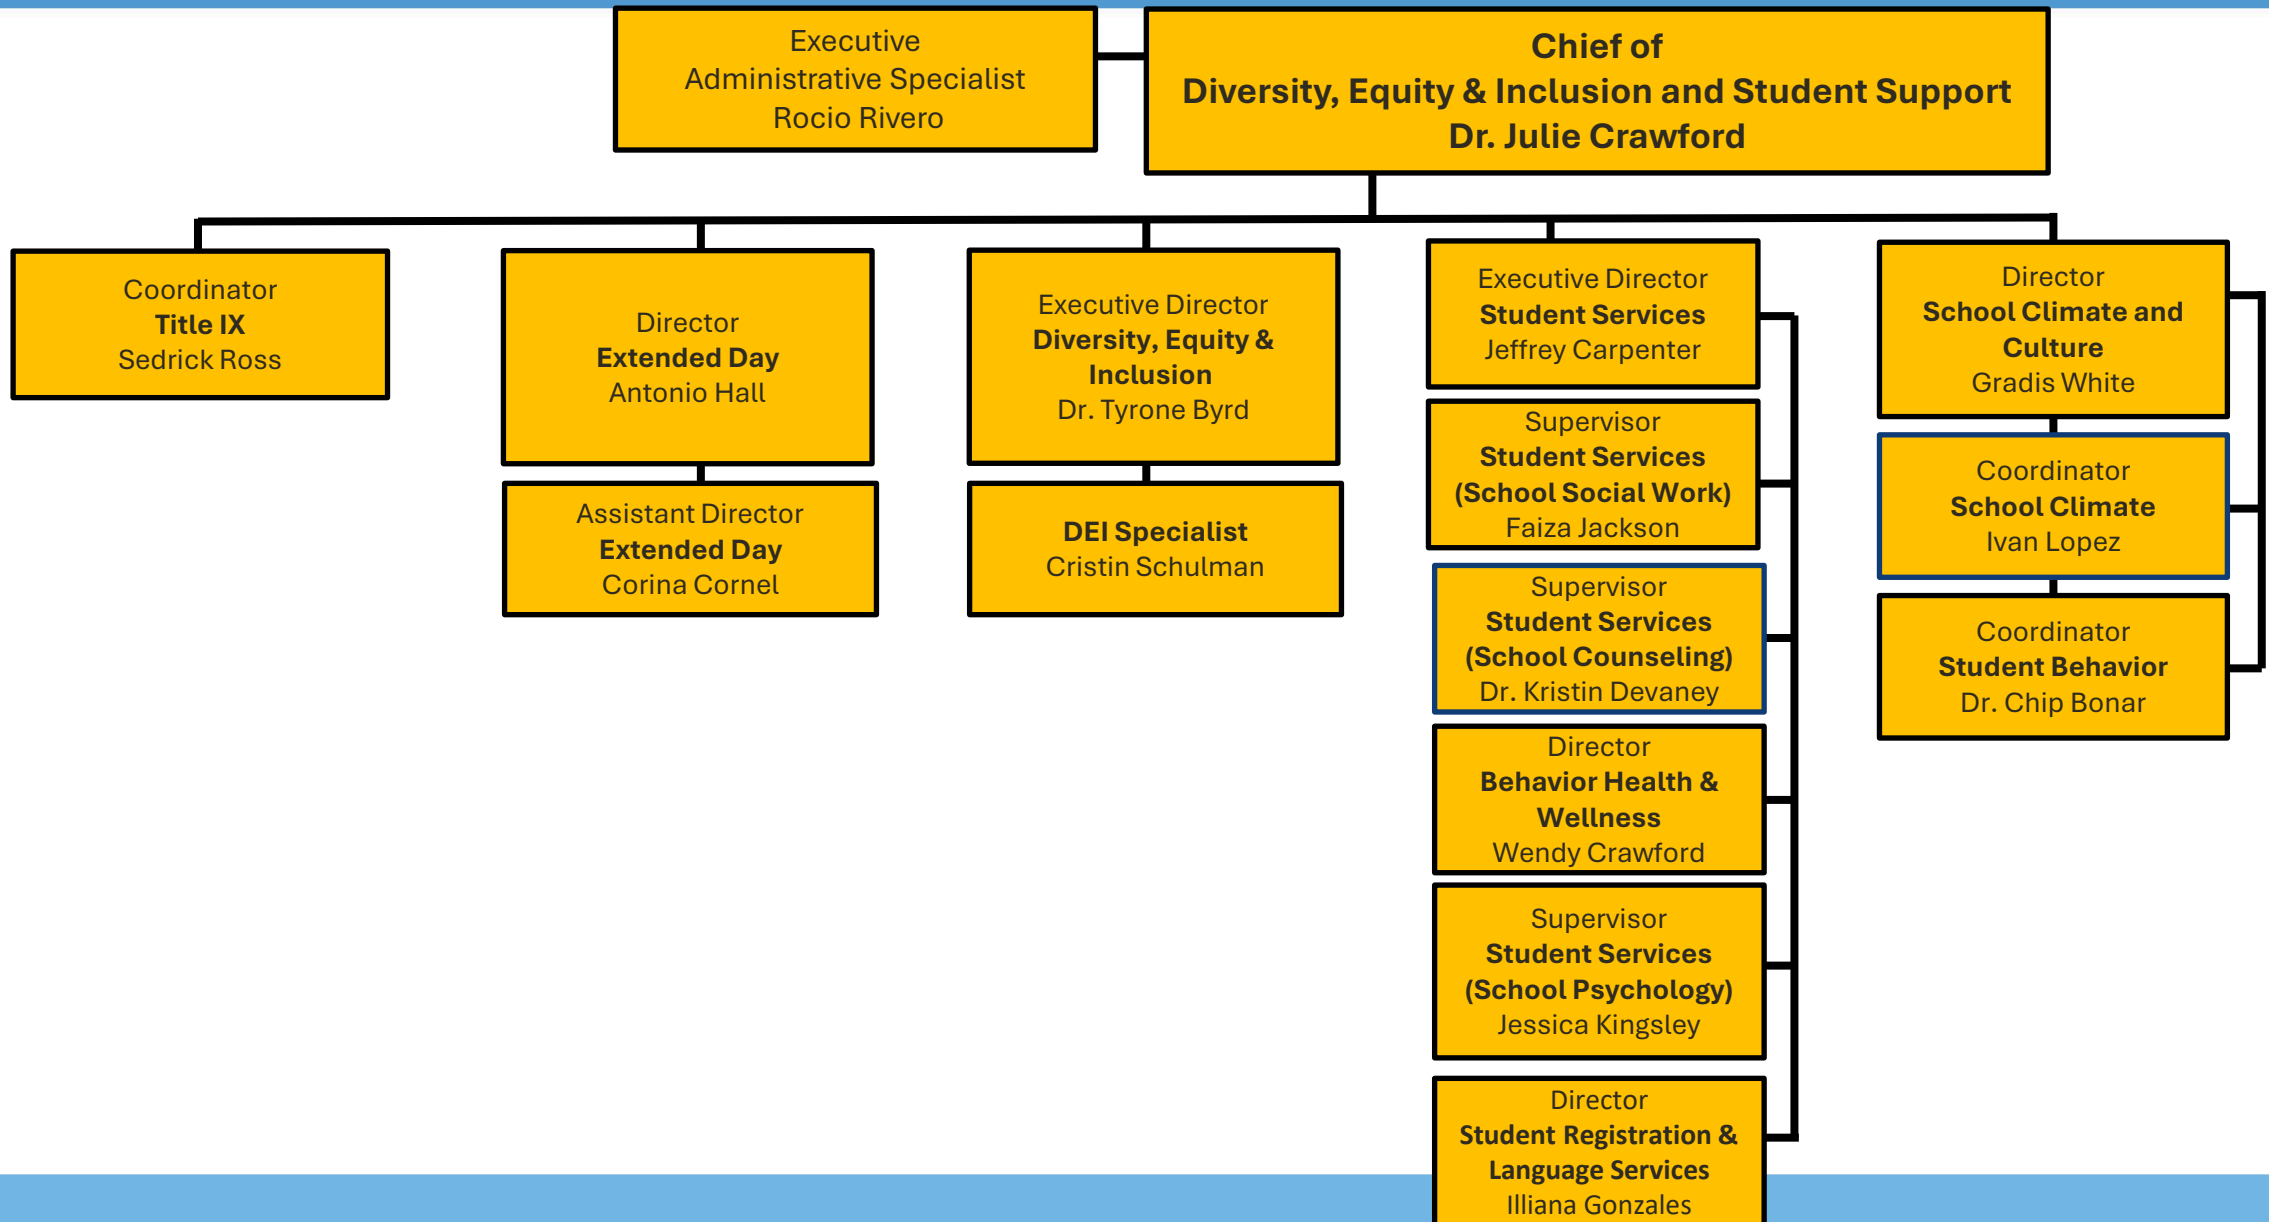 Executive
Administrative Specialist
Rocio Rivero
Chief of
Diversity, Equity & Inclusion and Student Support
Dr. Julie Crawford
Coordinator
Title IX
Sedrick Ross
Director
Extended Day
Antonio Hall
Assistant Director
Extended Day
Corina Cornel
Executive Director
Diversity, Equity &
Inclusion
Dr. Tyrone Byrd
DEI Specialist
Cristin Schulman
Executive Director
Student Services
Jeffrey Carpenter
Supervisor
Student Services
(School Social Work)
Faiza Jackson
Supervisor
Student Services
(School Counseling)
Dr. Kristin Devaney
Director
Behavior Health &
Wellness
Wendy Crawford
Supervisor
Student Services
(School Psychology)
Jessica Kingsley
Director
Student Registration &
Language Services
Illiana Gonzales
Director
School Climate and
Culture
Gradis White
Coordinator
School Climate
Ivan Lopez
Coordinator
Student Behavior
Dr. Chip Bonar